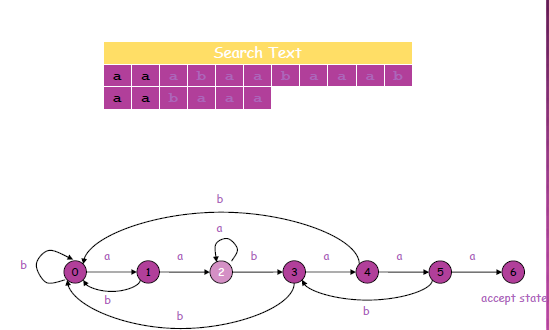 Search Text
a a a b a a b a a a b
a a b a a a
b
a
a a b a a a
b
0 1 2 3 4 5 6
b
accept state
b
b